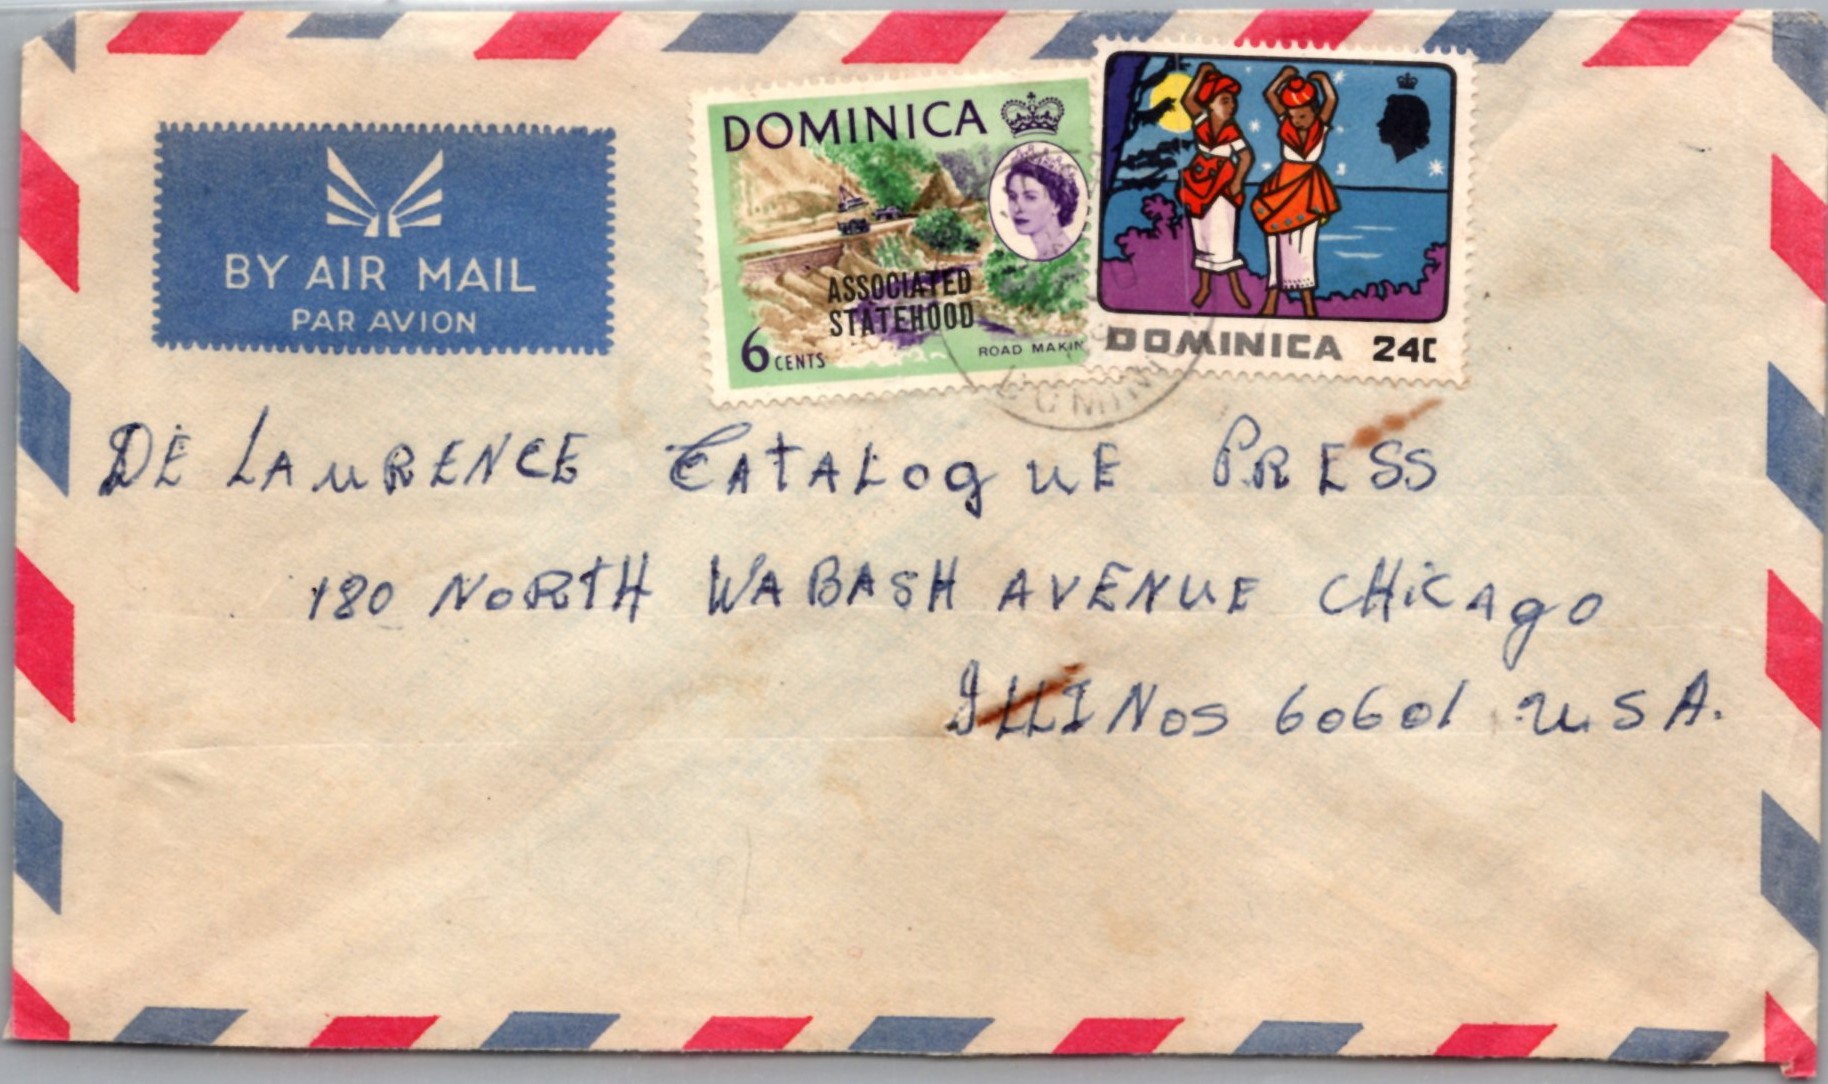 BY AIR MAIL
PAR AVION
DOMINICA
ASSOCIATED
STATEHOOD
6 CENTS
ROAD MAKIN
DOMINICA 24C
DE LAURENCE CATALOGUE PRESS
180 NORTH WABASH AVENUE CHICAGO
ILLINOS 60601 U.S.A.